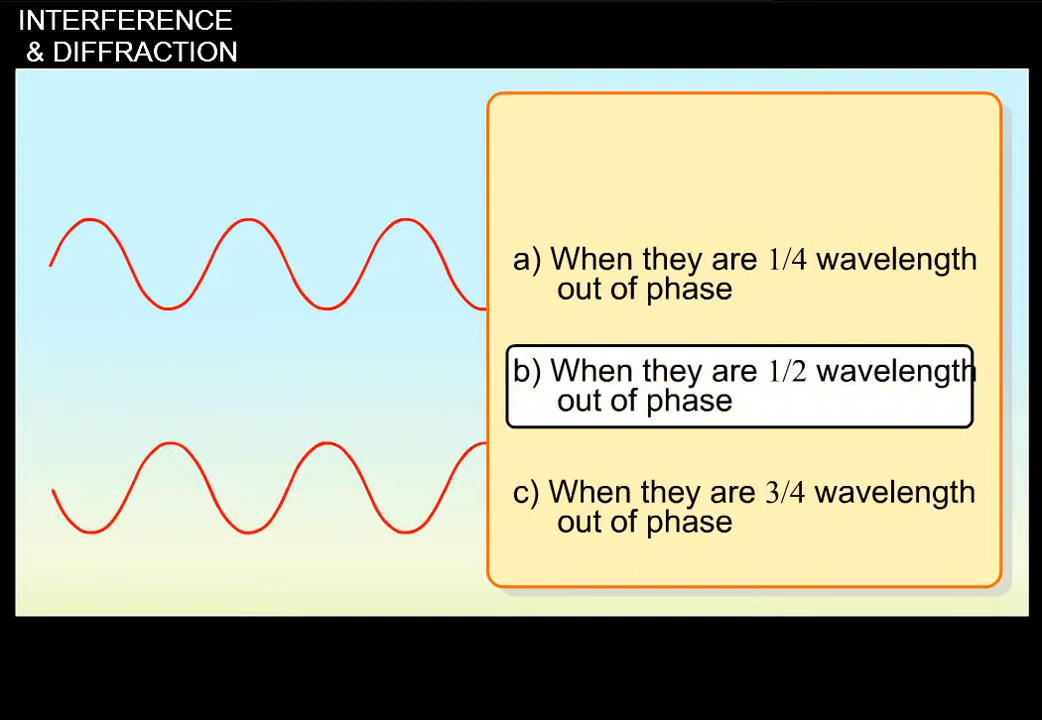 INTERFERENCE
& DIFFRACTION
a) When they are 1/4 wavelength
out of phase
b) When they are 1/2 wavelength
out of phase
c) When they are 3/4 wavelength
out of phase